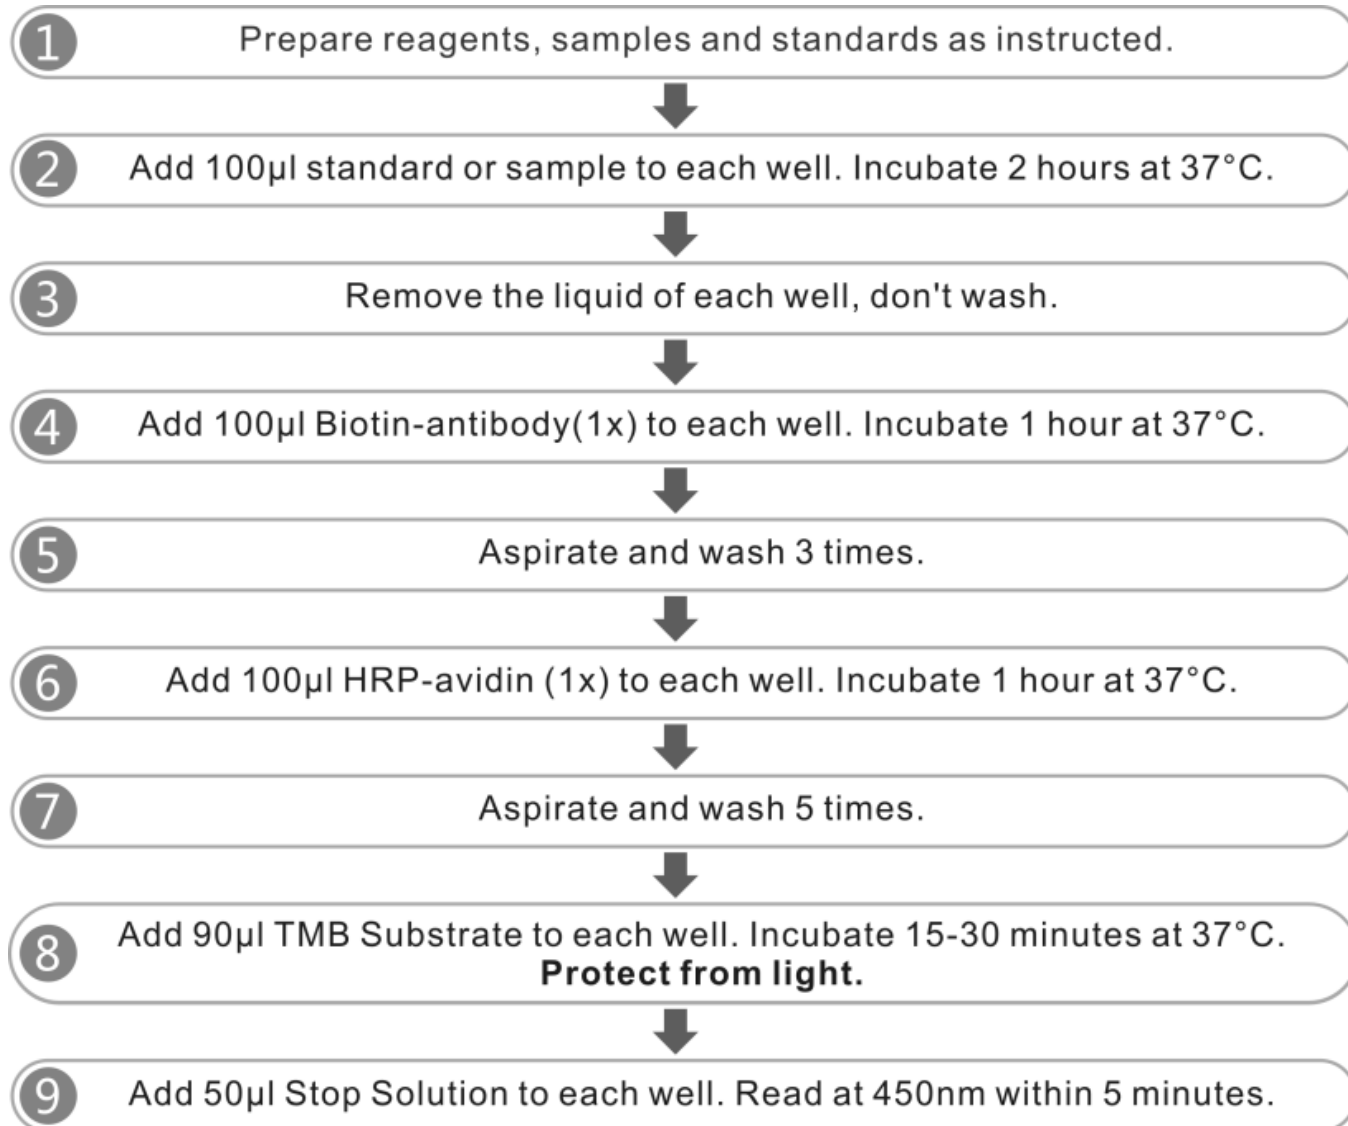 1
Prepare reagents, samples and standards as instructed.
2
Add 100µl standard or sample to each well. Incubate 2 hours at 37°C.
3
Remove the liquid of each well, don't wash.
4
Add 100µl Biotin-antibody(1x) to each well. Incubate 1 hour at 37°C.
5
Aspirate and wash 3 times.
6
Add 100µl HRP-avidin (1x) to each well. Incubate 1 hour at 37°C.
7
Aspirate and wash 5 times.
8
Add 90µl TMB Substrate to each well. Incubate 15-30 minutes at 37°C.
Protect from light.
9
Add 50µl Stop Solution to each well. Read at 450nm within 5 minutes.